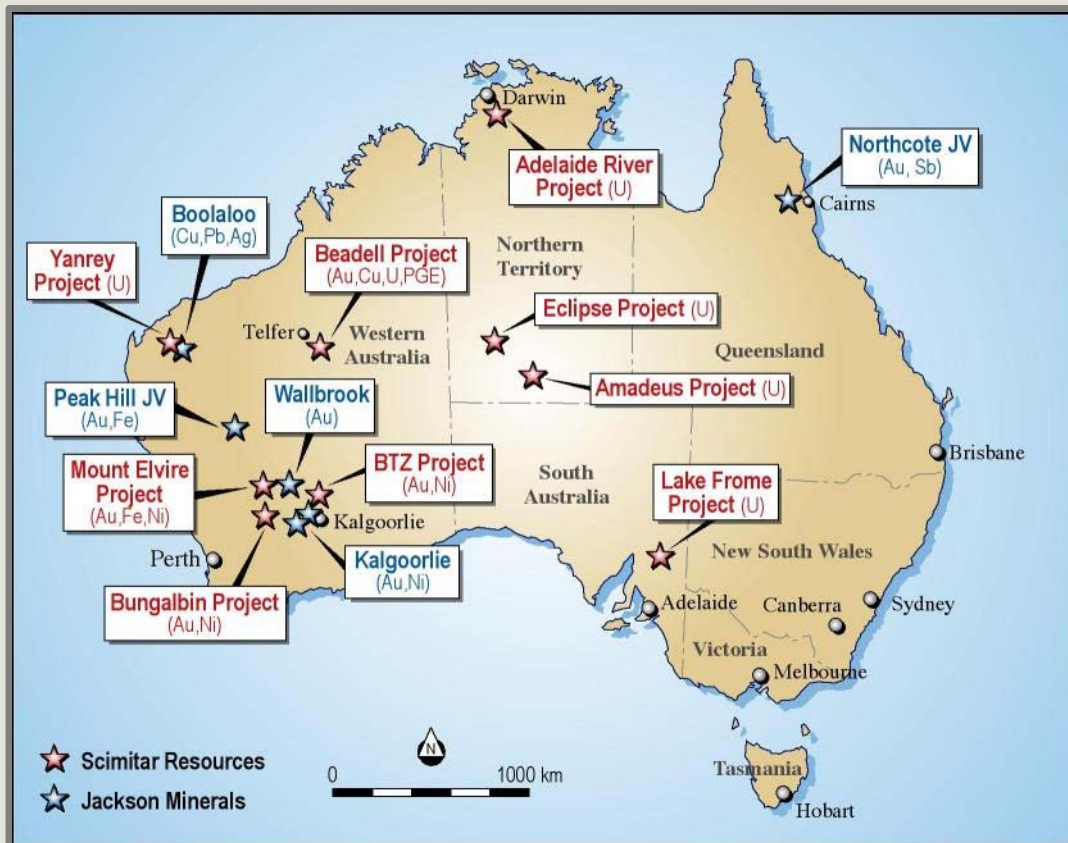 Darwin
Adelaide River
Project (U)
Northcote JV
(Au, Sb)
Cairns
Boolaloo
(Cu,Pb,Ag)
Yanrey
Project (U)
Beadell Project
(Au,Cu,U,PGE)
Northern
Territory
Eclipse Project (U)
Telfer
Western
Australia
Queensland
Amadeus Project (U)
Peak Hill JV
(Au,Fe)
Wallbrook
(Au)
Brisbane
Mount Elvire
Project
(Au,Fe,Ni)
BTZ Project
(Au,Ni)
South
Australia
Lake Frome
Project (U)
Kalgoorlie
New South Wales
Perth
Kalgoorlie
(Au,Ni)
Bungalbin Project
(Au,Ni)
Adelaide
Canberra
Sydney
Victoria
Melbourne
N
Scimitar Resources
0 1000 km
Jackson Minerals
Tasmania
Hobart